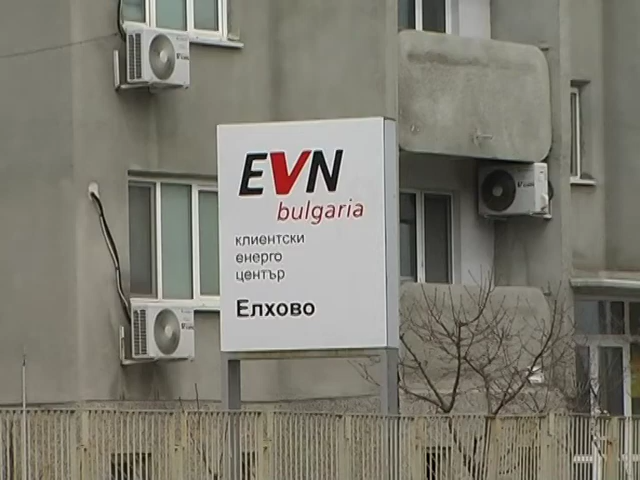 EVN
bulgaria
клиентски
енерго
център
Елхово